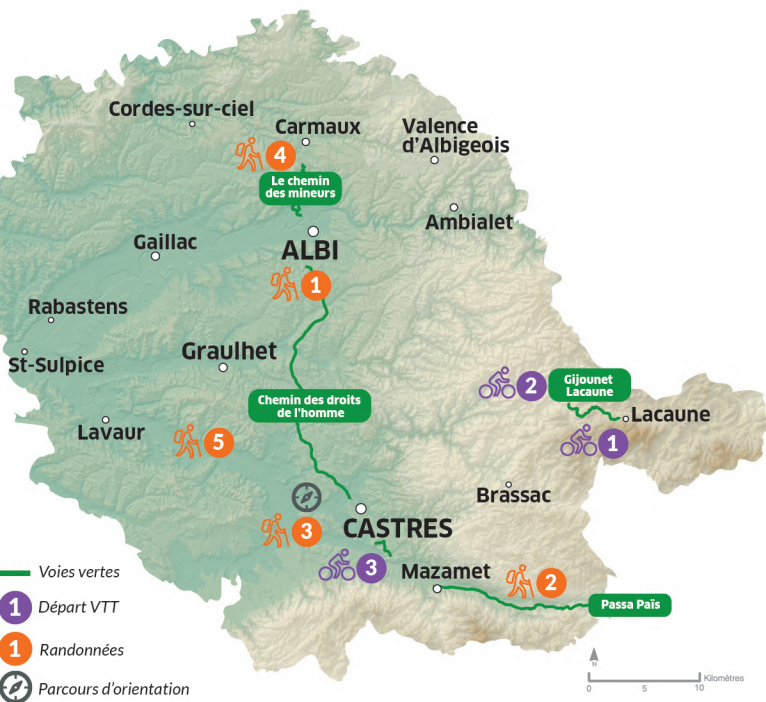 Cordes-sur-ciel
Carmaux
Valence
d'Albigeois
4
Le chemin
des mineurs
Ambialet
Gaillac
ALBI
1
Rabastens
St-Sulpice
Graulhet
2
Gijounet
Lacaune
Chemin des droits
de l'homme
Lacaune
Lavaur
5
1
Brassac
3
CASTRES
3
Mazamet
2
Passa Païs
Voies vertes
1 Départ VTT
1 Randonnées
Parcours d'orientation
N
Kilomètres
0 5 10